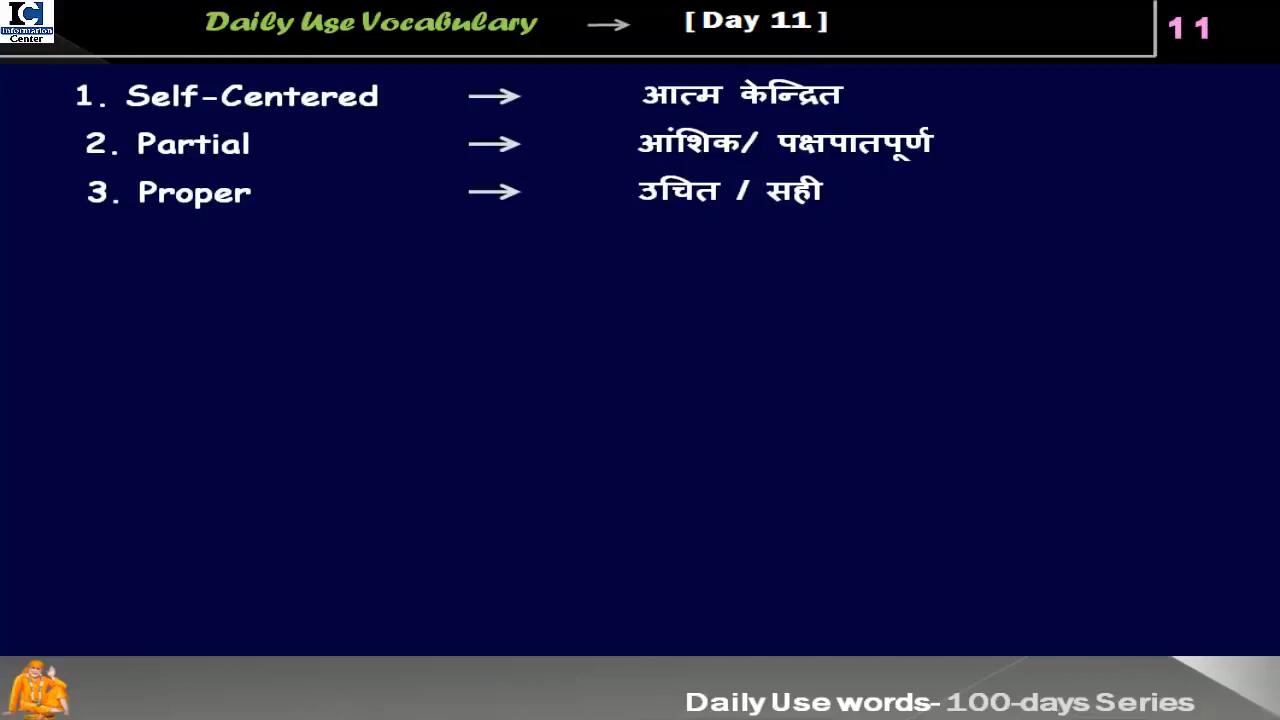 IC
Information
Center
Daily Use Vocabulary → [ Day 11 ]
11
1. Self-Centered → आत्म केन्द्रित
2. Partial → आंशिक/ पक्षपातपूर्ण
3. Proper → उचित / सही
Daily Use words- 100-days Series